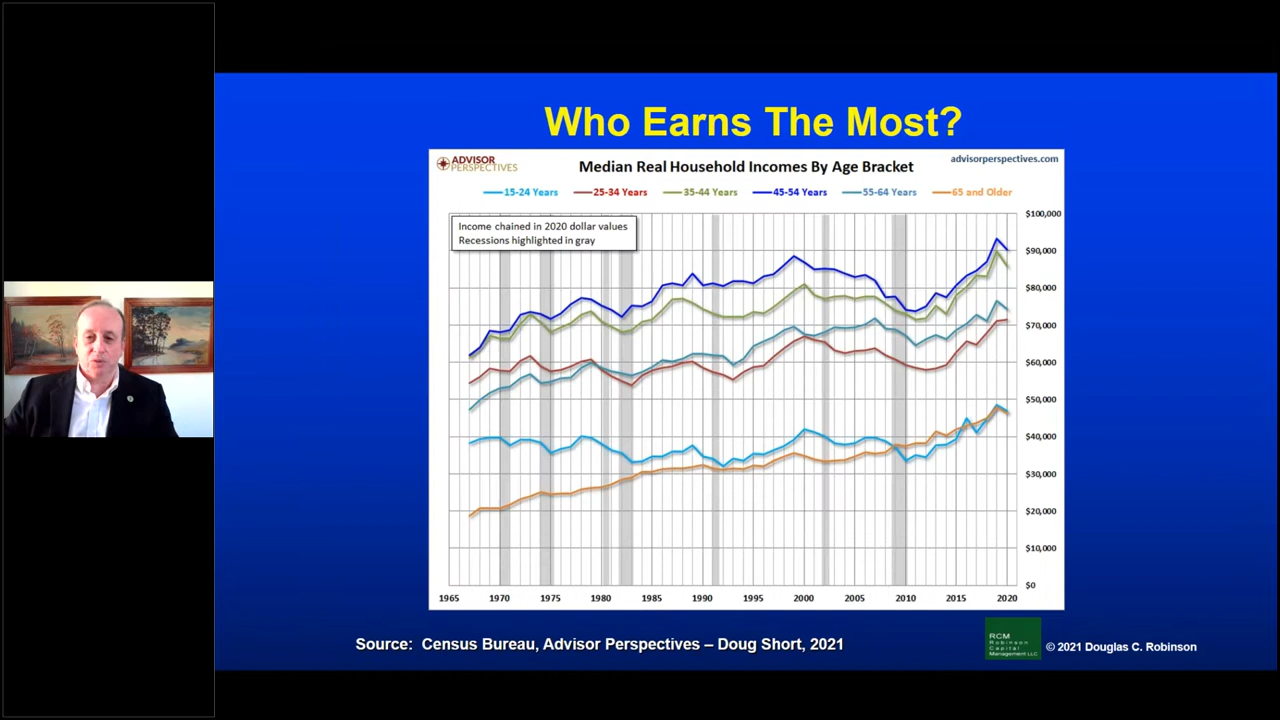 Who Earns The Most?
ADVISOR
PERSPECTIVES
Median Real Household Incomes By Age Bracket
advisorperspectives.com
15-24 Years
25-34 Years
35-44 Years
45-54 Years
55-64 Years
65 and Older
Income chained in 2020 dollar values
Recessions highlighted in gray
$100,000
$90,000
$80,000
$70,000
$60,000
$50,000
$40,000
$30,000
$20,000
$10,000
$0
1965
1970
1975
1980
1985
1990
1995
2000
2005
2010
2015
2020
Source: Census Bureau, Advisor Perspectives – Doug Short, 2021
RCM
Robinson
Capital
Management LLC
© 2021 Douglas C. Robinson